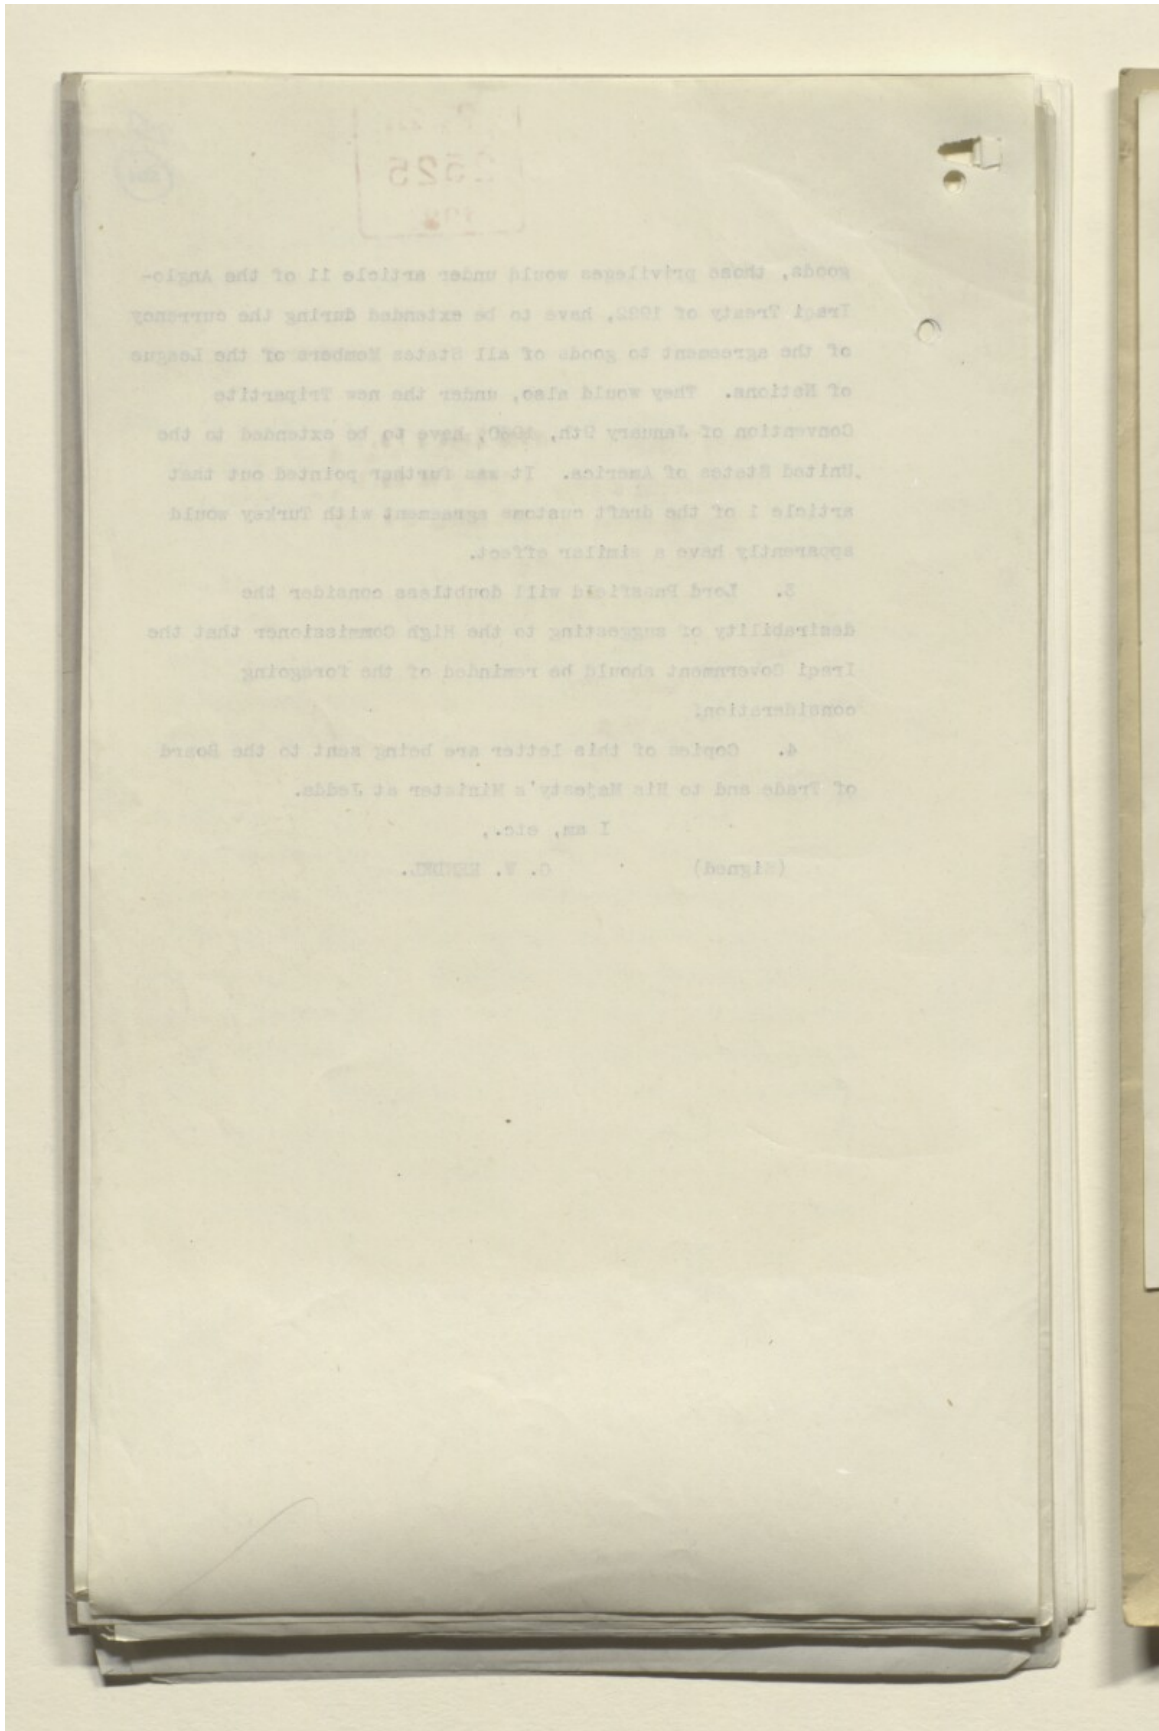 2525
goods, those privileges would under article 11 of the Anglo-
Iraqi Treaty of 1922, have to be extended during the currency
of the agreement to goods of all States Members of the League
of Nations. They would also, under the new Tripartite
Convention of January 9th, 1930, have to be extended to the
United States of America. It was further pointed out that
article 1 of the draft customs agreement with Turkey would
apparently have a similar effect.
3. Lord Passfield will doubtless consider the
desirability of suggesting to the High Commissioner that the
Iraqi Government should be reminded of the foregoing
consideration.
4. Copies of this letter are being sent to the Board
of Trade and to His Majesty's Minister at Jedda.
I am, etc.,
(Signed) G. W. RENDEL.